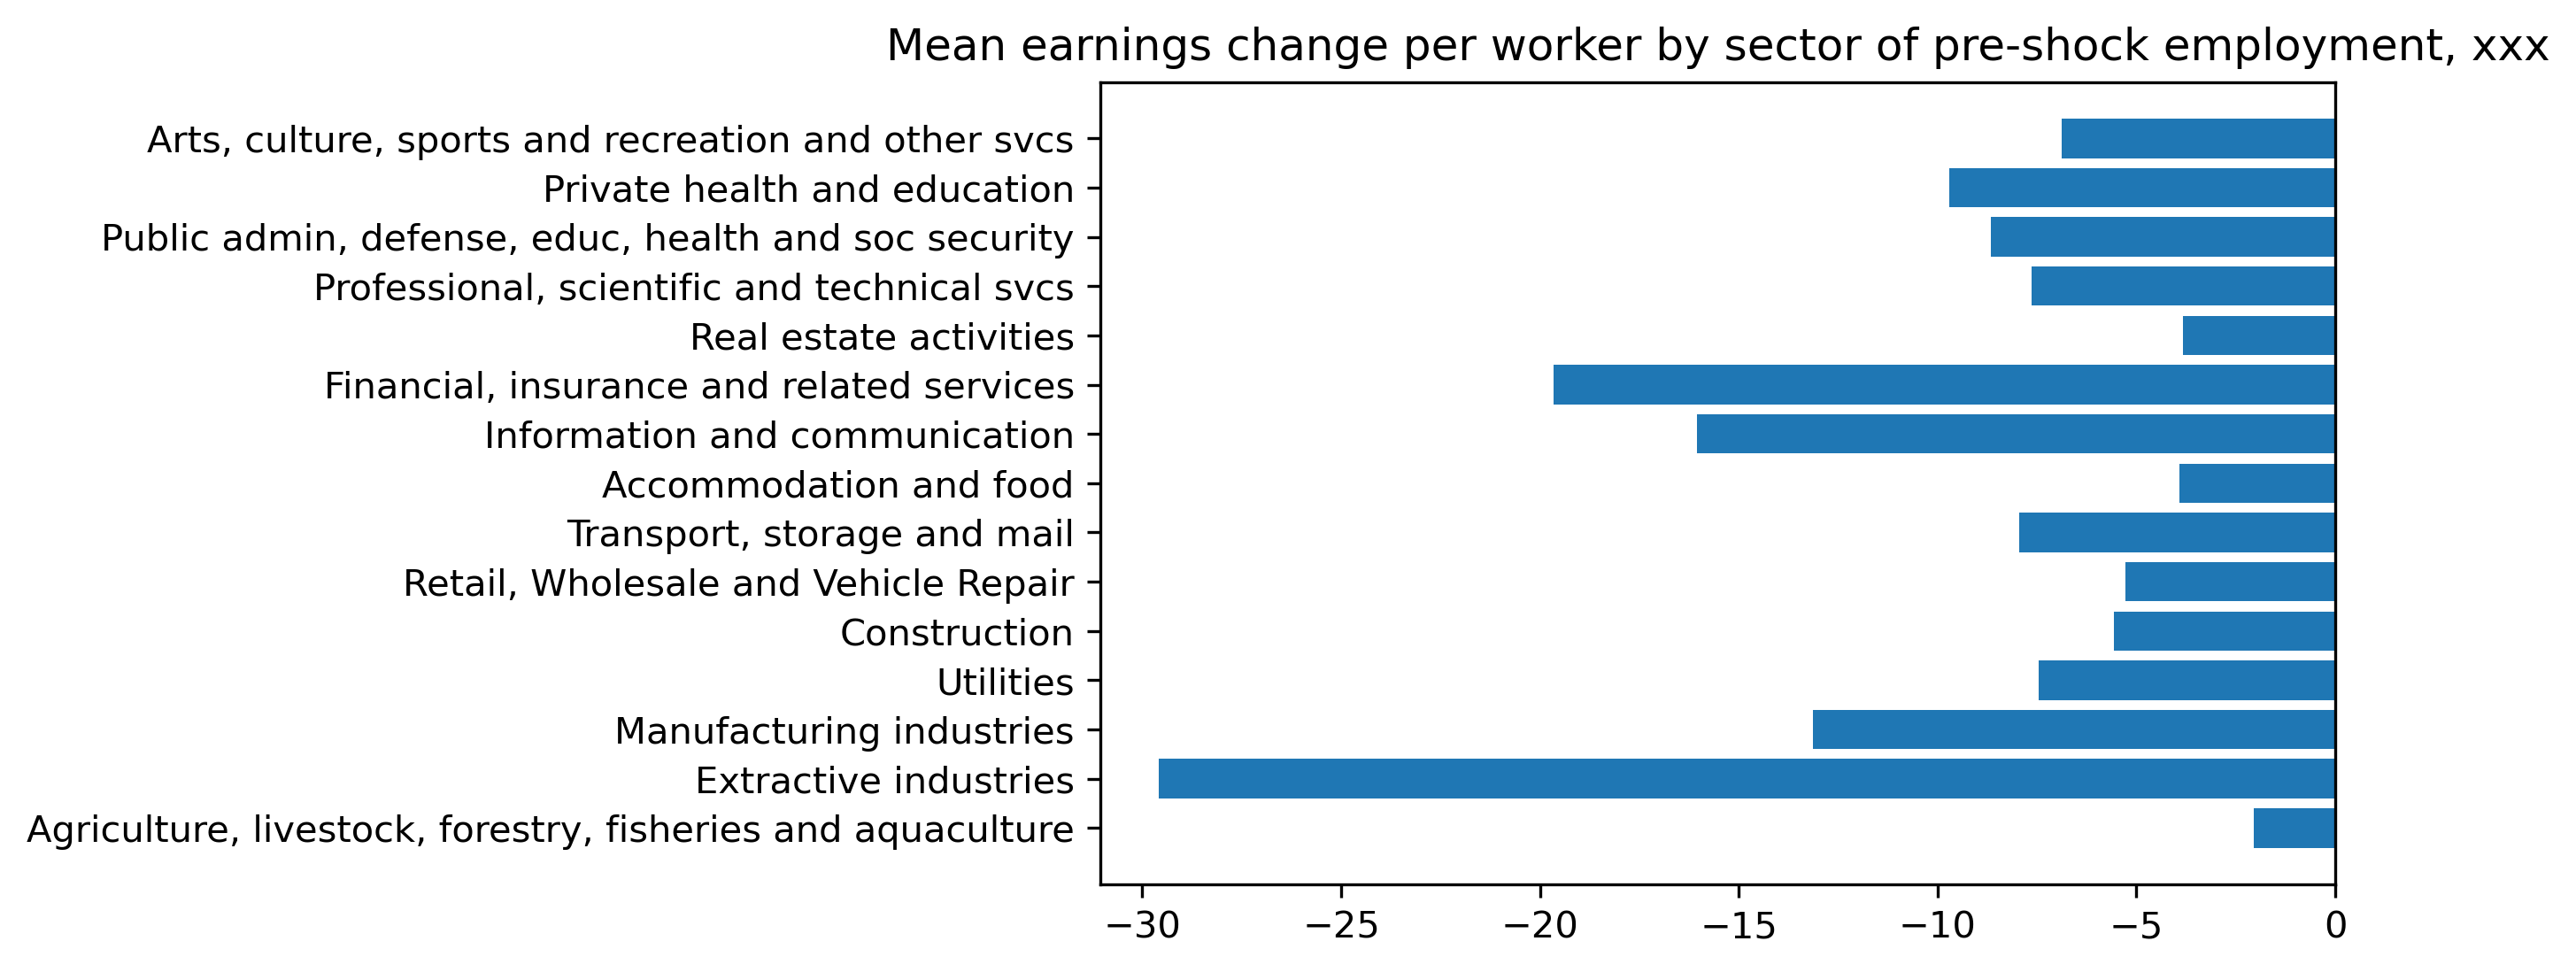 Mean earnings change per worker by sector of pre-shock employment, xxx
Arts, culture, sports and recreation and other svcs
Private health and education
Public admin, defense, educ, health and soc security
Professional, scientific and technical svcs
Real estate activities
Financial, insurance and related services
Information and communication
Accommodation and food
Transport, storage and mail
Retail, Wholesale and Vehicle Repair
Construction
Utilities
Manufacturing industries
Extractive industries
Agriculture, livestock, forestry, fisheries and aquaculture
−30 −25 −20 −15 −10 −5 0